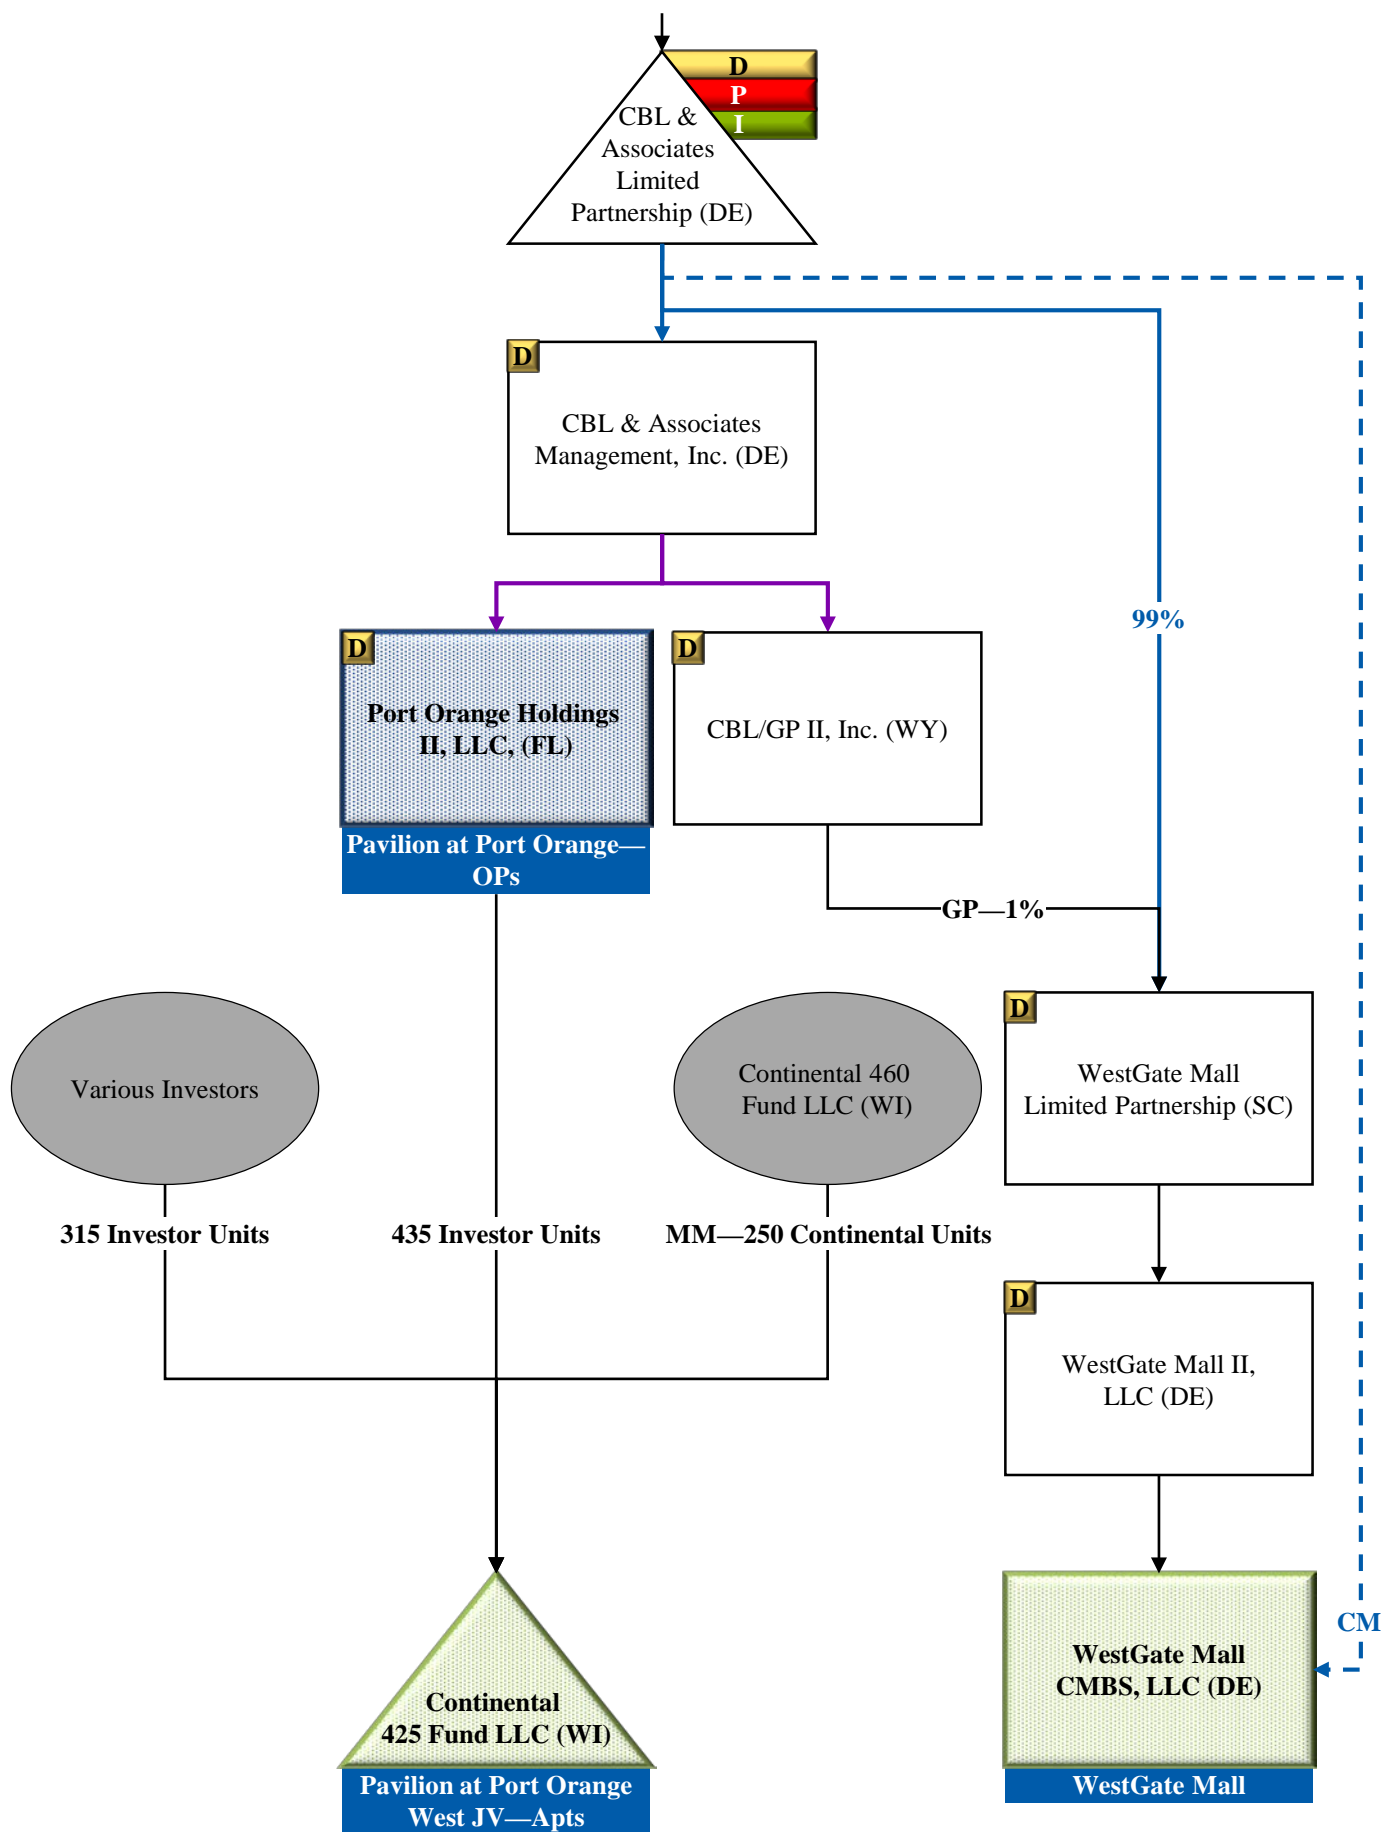 D
P
I
CBL &
Associates
Limited
Partnership (DE)
D
CBL & Associates
Management, Inc. (DE)
99%
D
Port Orange Holdings
II, LLC, (FL)
Pavilion at Port Orange—
OPs
D
CBL/GP II, Inc. (WY)
GP—1%
Various Investors
Continental 460
Fund LLC (WI)
D
WestGate Mall
Limited Partnership (SC)
315 Investor Units
435 Investor Units
MM—250 Continental Units
D
WestGate Mall II,
LLC (DE)
CM
Continental
425 Fund LLC (WI)
Pavilion at Port Orange
West JV—Apts
WestGate Mall
CMBS, LLC (DE)
WestGate Mall